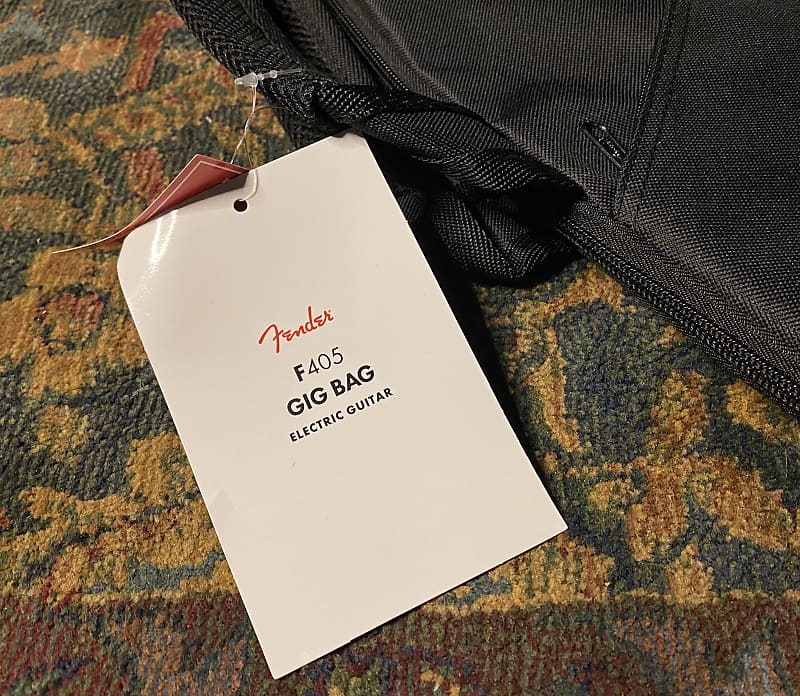 Fender
F405
GIG BAG
ELECTRIC GUITAR